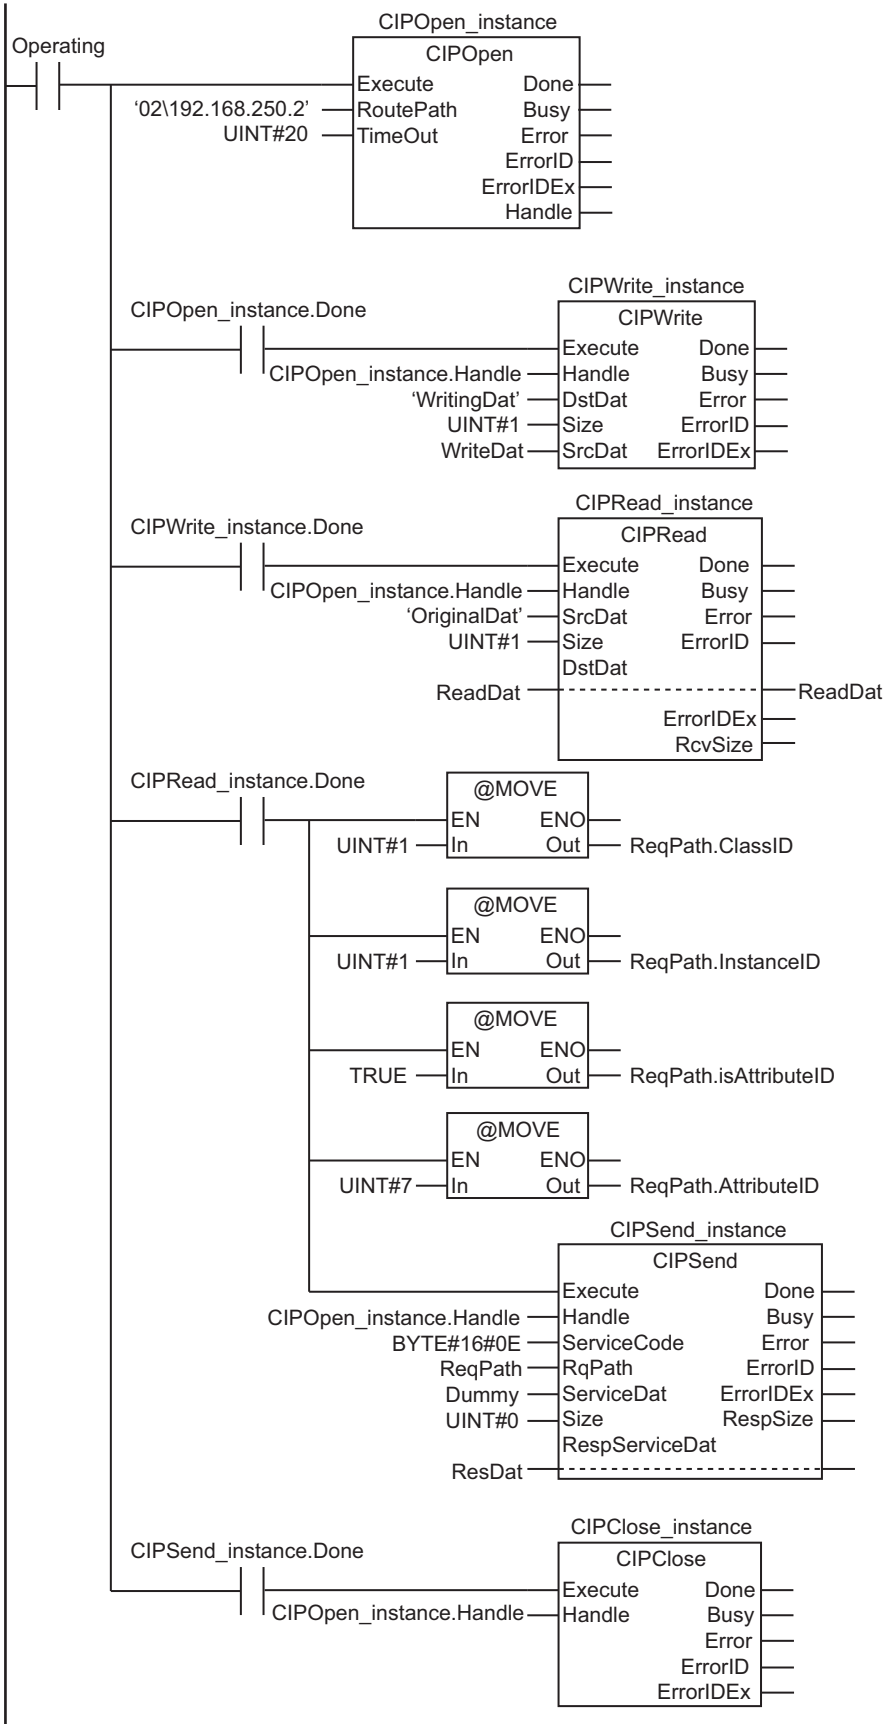 CIPOpen_instance
Operating
CIPOpen
Execute Done
‘02\192.168.250.2’ RoutePath Busy
UINT#20 TimeOut Error
ErrorID
ErrorIDEx
Handle
CIPWrite_instance
CIPOpen_instance.Done
CIPWrite
Execute Done
CIPOpen_instance.Handle Handle Busy
‘WritingDat’ DstDat Error
UINT#1 Size ErrorID
WriteDat SrcDat ErrorIDEx
CIPRead_instance
CIPWrite_instance.Done
CIPRead
Execute Done
CIPOpen_instance.Handle Handle Busy
‘OriginalDat’ SrcDat Error
UINT#1 Size ErrorID
DstDat
ReadDat ReadDat
ErrorIDEx
RcvSize
CIPRead_instance.Done
@MOVE
EN ENO
UINT#1 In Out ReqPath.ClassID
@MOVE
EN ENO
UINT#1 In Out ReqPath.InstanceID
@MOVE
EN ENO
TRUE In Out ReqPath.isAttributeID
@MOVE
EN ENO
UINT#7 In Out ReqPath.AttributeID
CIPSend_instance
CIPSend
Execute Done
CIPOpen_instance.Handle Handle Busy
BYTE#16#0E ServiceCode Error
ReqPath RqPath ErrorID
Dummy ServiceDat ErrorIDEx
UINT#0 Size RespSize
RespServiceDat
ResDat
CIPClose_instance
CIPSend_instance.Done
CIPClose
Execute Done
CIPOpen_instance.Handle Handle Busy
Error
ErrorID
ErrorIDEx